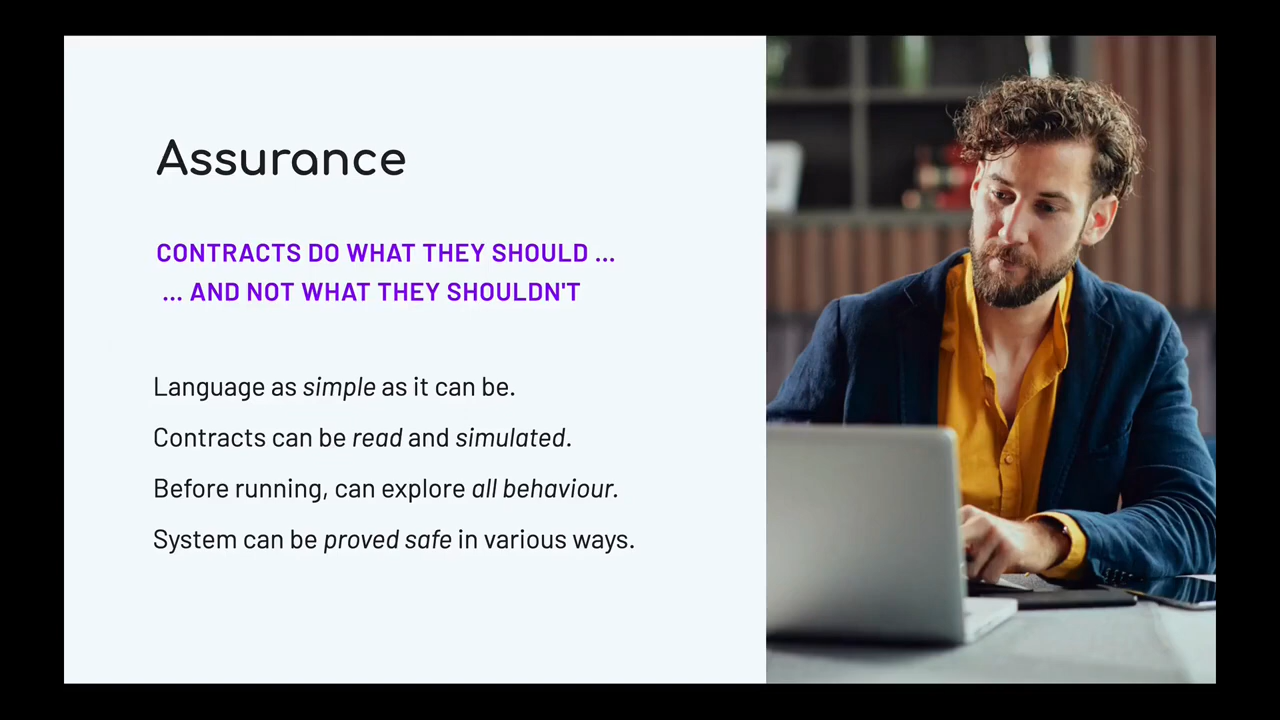 Assurance
CONTRACTS DO WHAT THEY SHOULD ...
... AND NOT WHAT THEY SHOULDN'T
Language as simple as it can be.
Contracts can be read and simulated.
Before running, can explore all behaviour.
System can be proved safe in various ways.